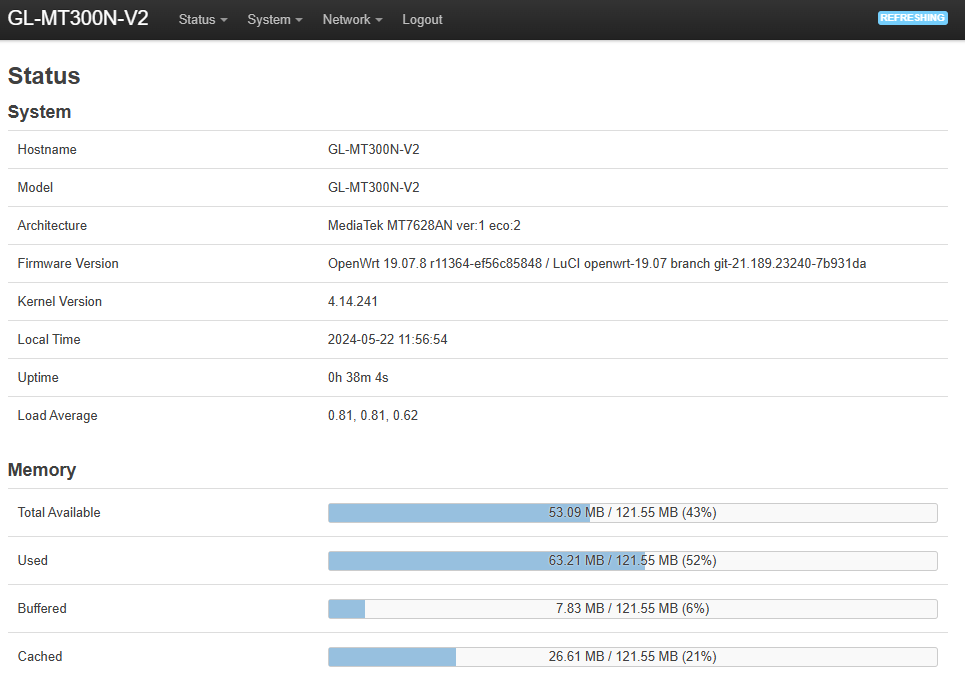 GL-MT300N-V2 Status System Network Logout REFRESHING
Status
System
Hostname GL-MT300N-V2
Model GL-MT300N-V2
Architecture MediaTek MT7628AN ver:1 eco:2
Firmware Version OpenWrt 19.07.8 r11364-ef56c85848 / LuCI openwrt-19.07 branch git-21.189.23240-7b931da
Kernel Version 4.14.241
Local Time 2024-05-22 11:56:54
Uptime 0h 38m 4s
Load Average 0.81, 0.81, 0.62
Memory
Total Available 53.09 MB / 121.55 MB (43%)
Used 63.21 MB / 121.55 MB (52%)
Buffered 7.83 MB / 121.55 MB (6%)
Cached 26.61 MB / 121.55 MB (21%)